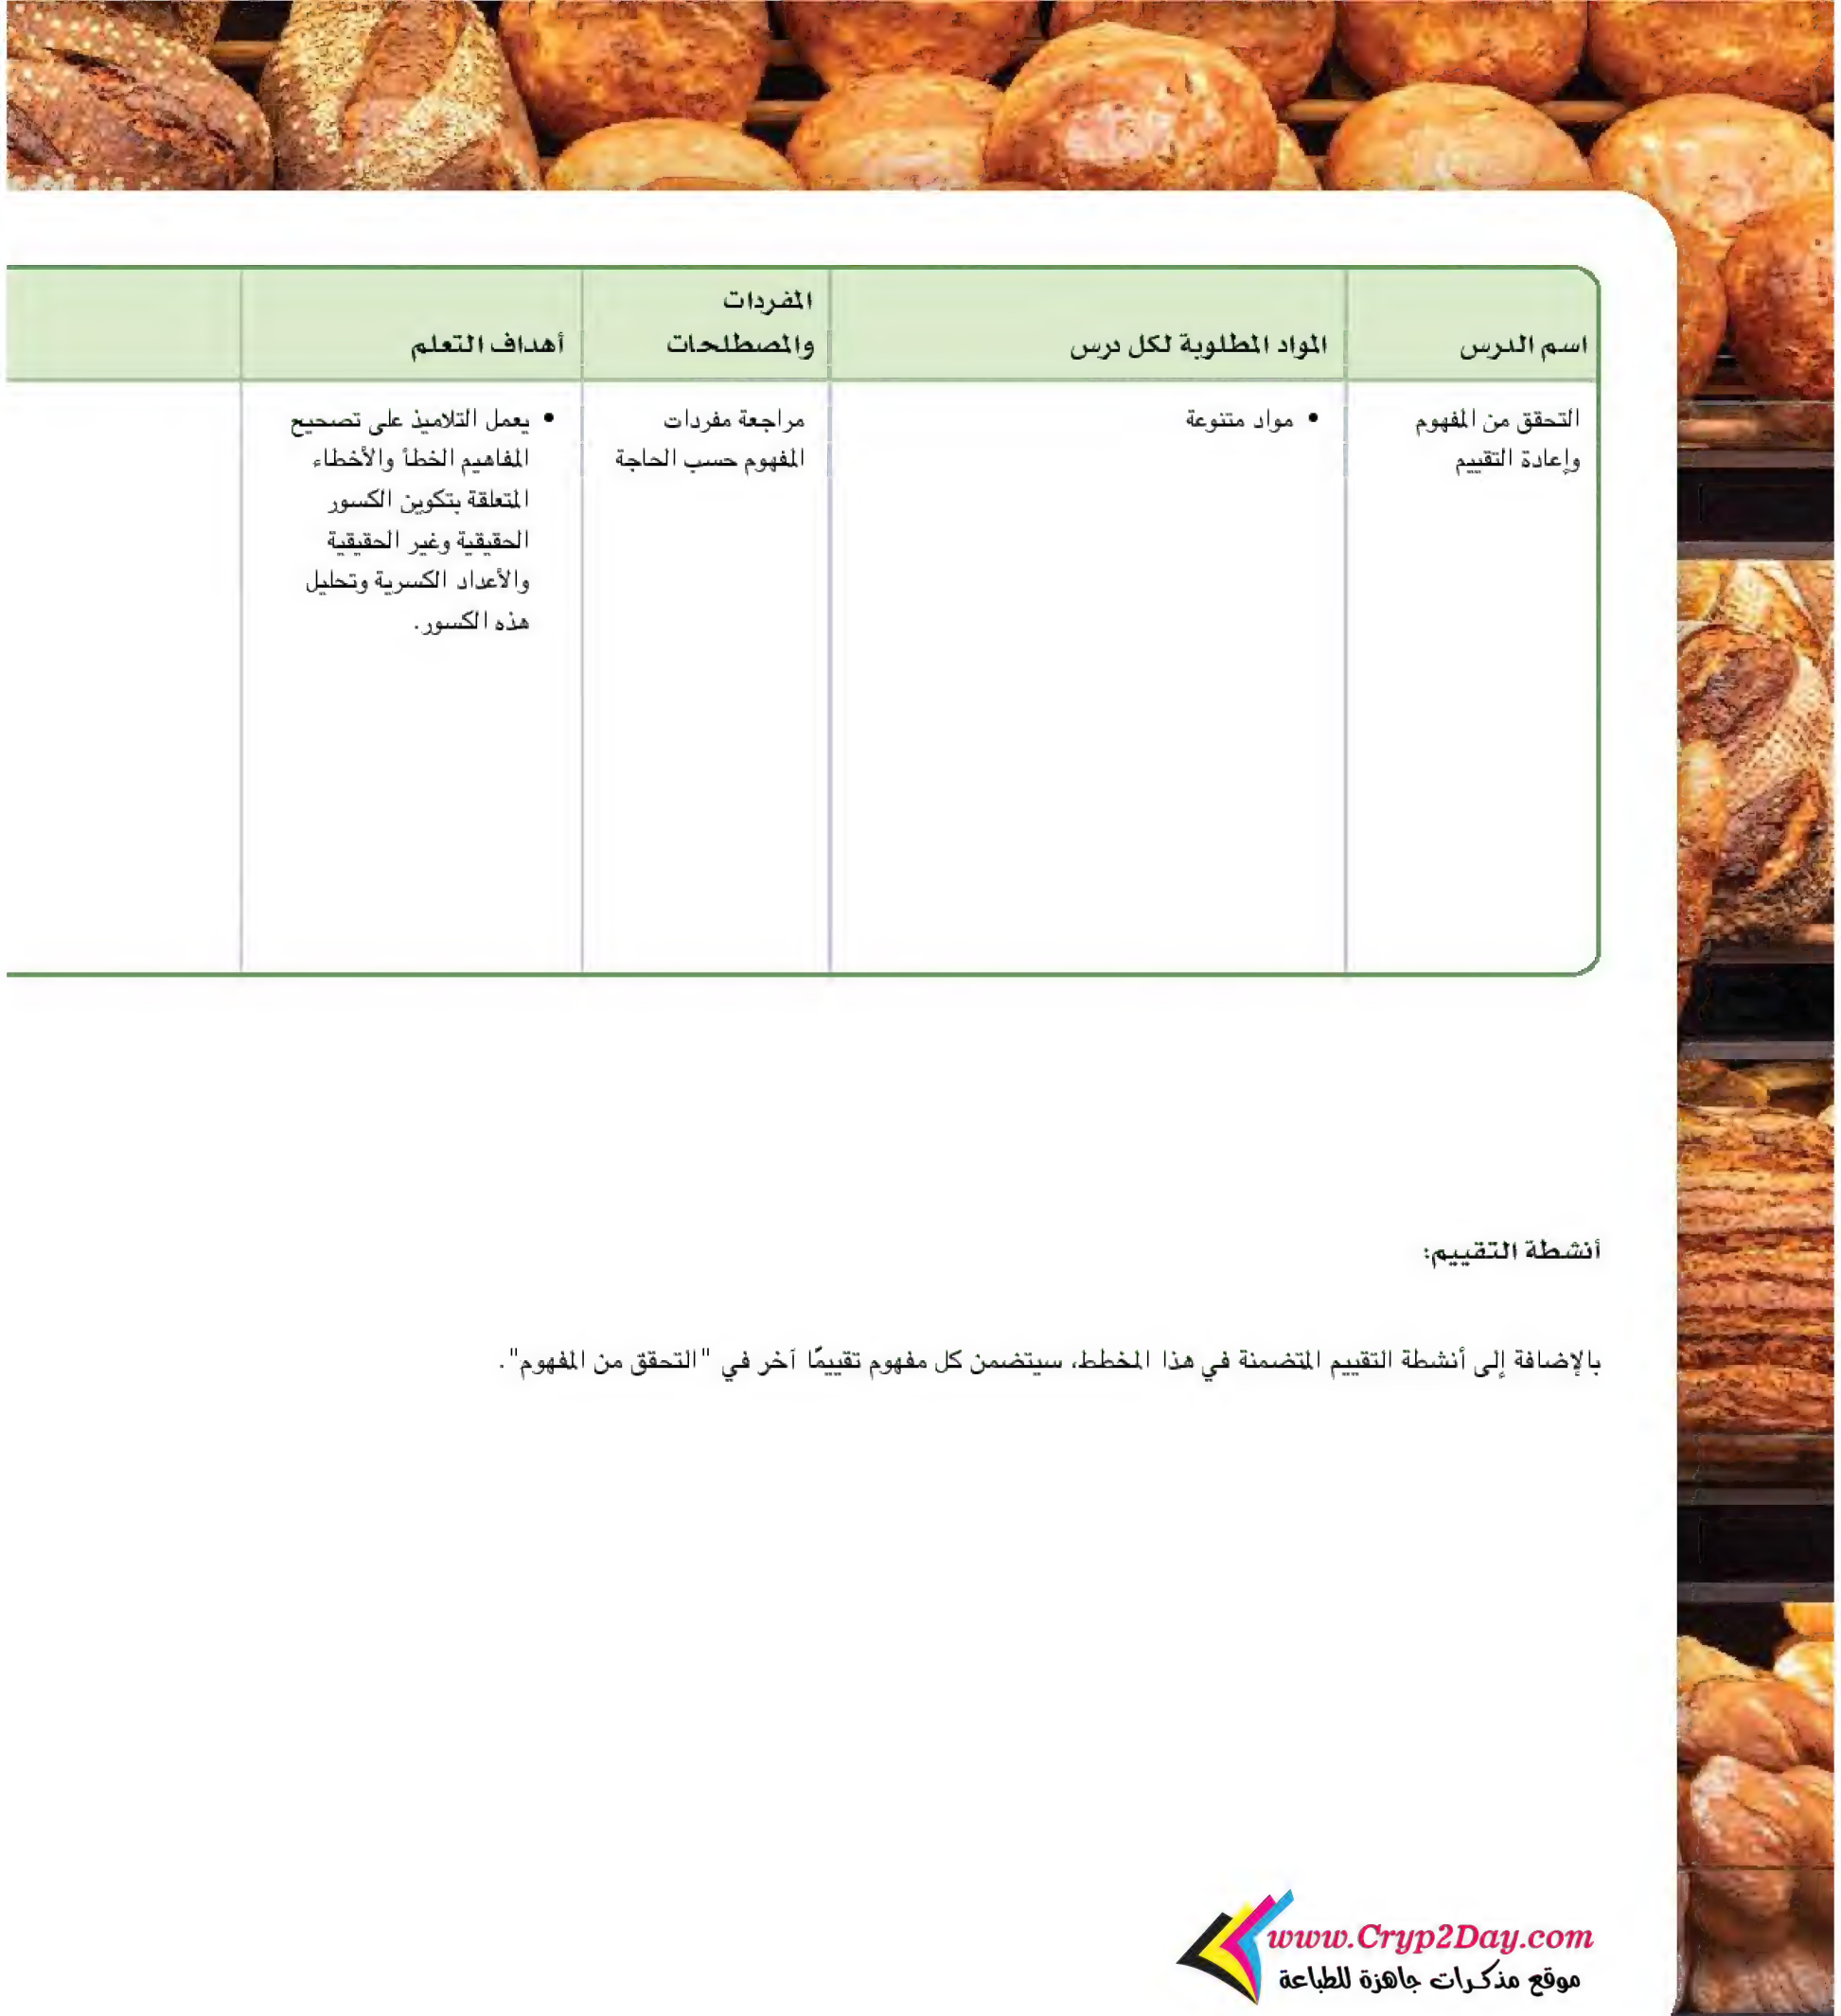 اسم الدرس
المواد المطلوبة لكل درس
المفردات
والمصطلحات
أهداف التعلم
التحقق من المفهوم
وإعادة التقييم
• مواد متنوعة
مراجعة مفردات
المفهوم حسب الحاجة
• يعمل التلاميذ على تصحيح
المفاهيم الخطأ والأخطاء
المتعلقة بتكوين الكسور
الحقيقية وغير الحقيقية
والأعداد الكسرية وتحليل
هذه الكسور.
أنشطة التقييم:
بالإضافة إلى أنشطة التقييم المتضمنة في هذا المخطط، سيتضمن كل مفهوم تقييمًا آخر في "التحقق من المفهوم".
www.Cryp2Day.com
موقع مذكرات جاهزة للطباعة